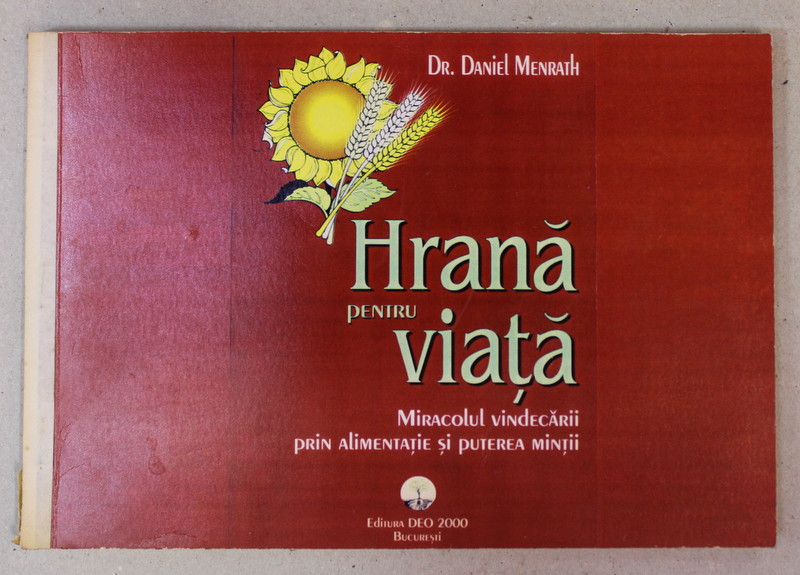 Dr. Daniel Menrath
Hrană
pentru
viață
Miracolul vindecării
prin alimentație și puterea minții
Editura DEO 2000
București